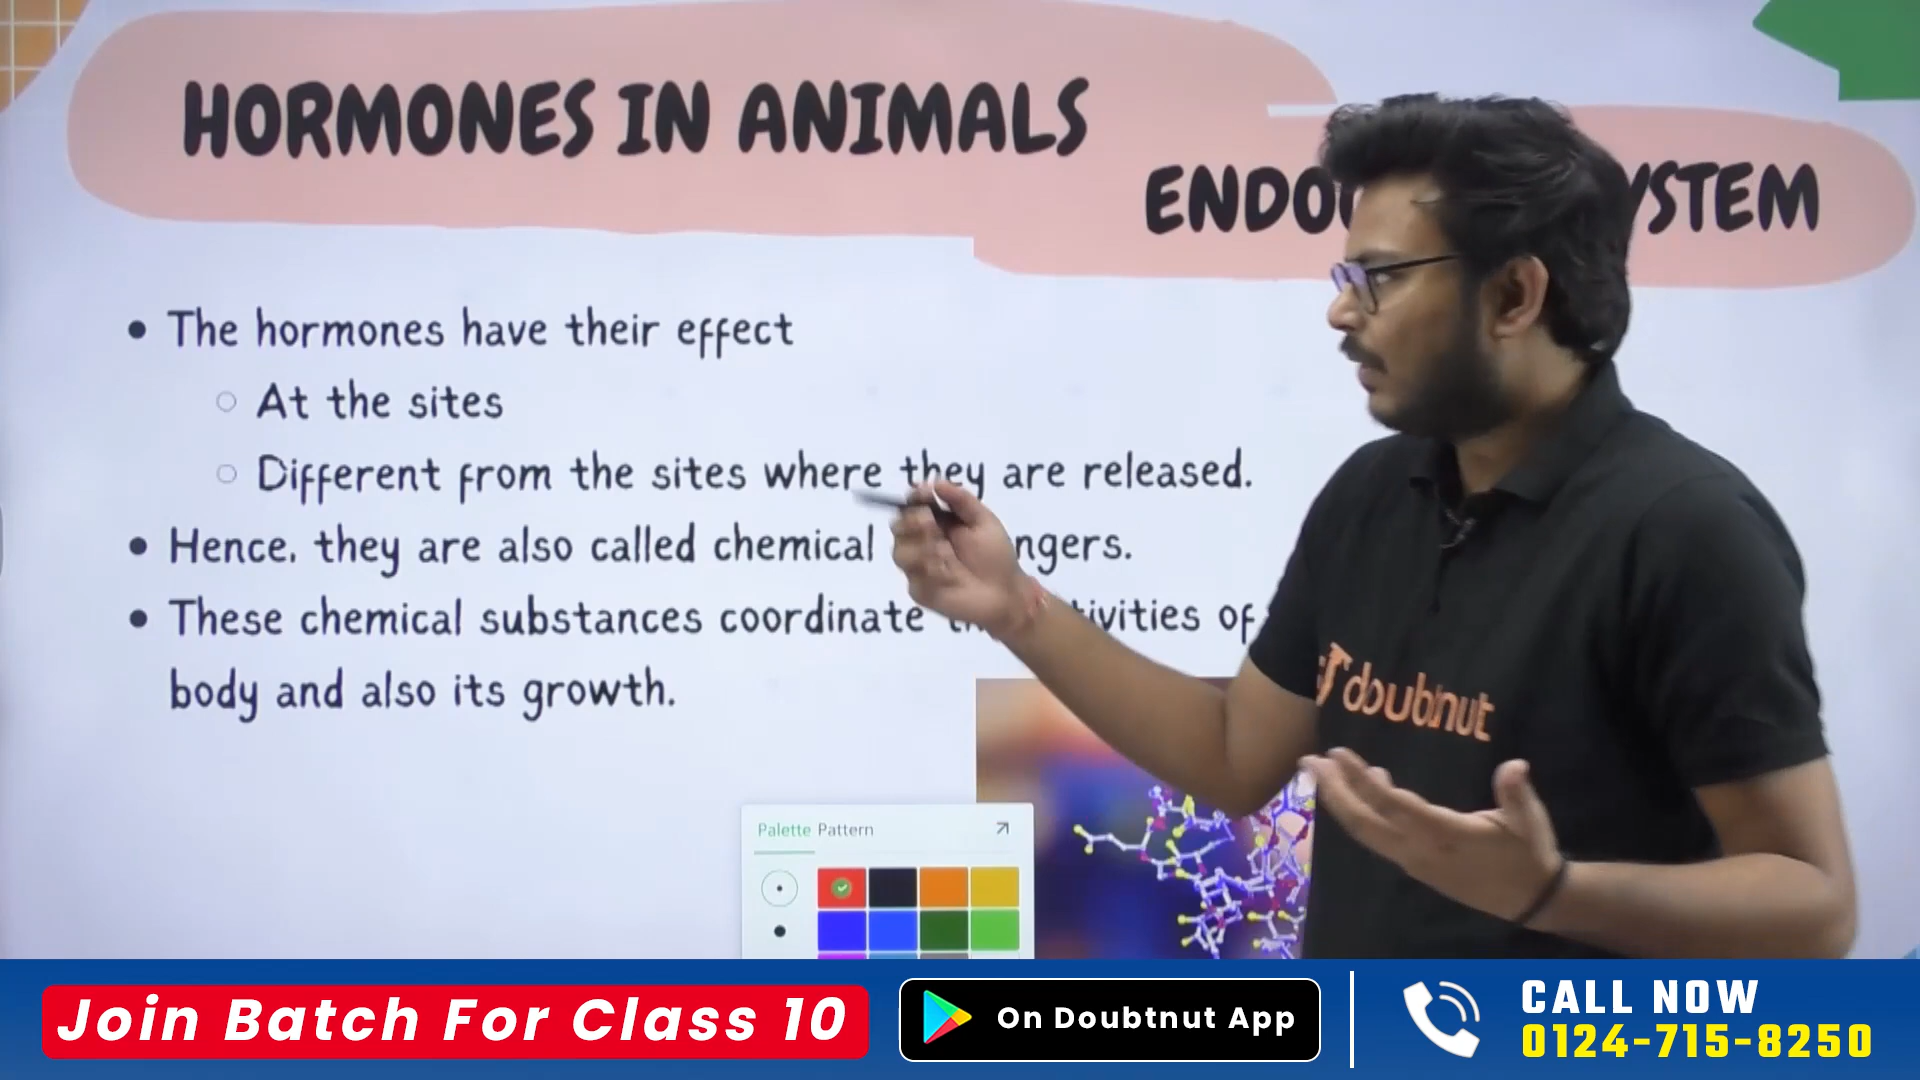 HORMONES IN ANIMALS
ENDO YSTEM
• The hormones have their effect
○ At the sites
○ Different from the sites where they are released.
• Hence, they are also called chemical ngers.
• These chemical substances coordinate ivities of
body and also its growth.
doubtnut
Palette Pattern
Join Batch For Class 10
On Doubtnut App
CALL NOW
0124-715-8250